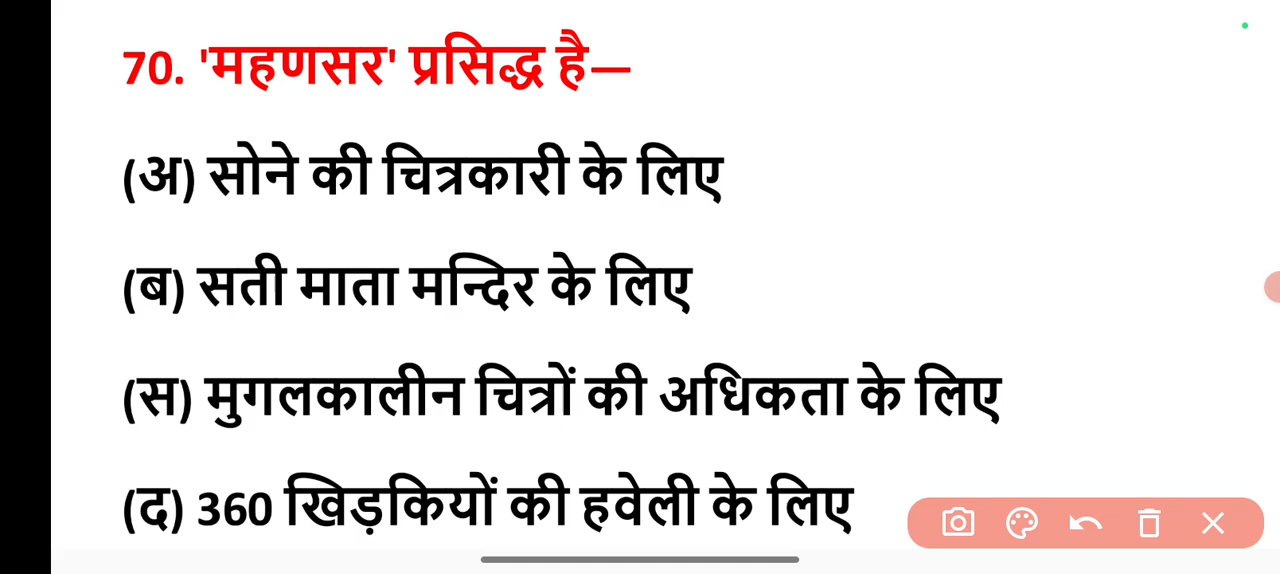 70. 'महणसर' प्रसिद्ध है—
(अ) सोने की चित्रकारी के लिए
(ब) सती माता मन्दिर के लिए
(स) मुगलकालीन चित्रों की अधिकता के लिए
(द) 360 खिड़कियों की हवेली के लिए